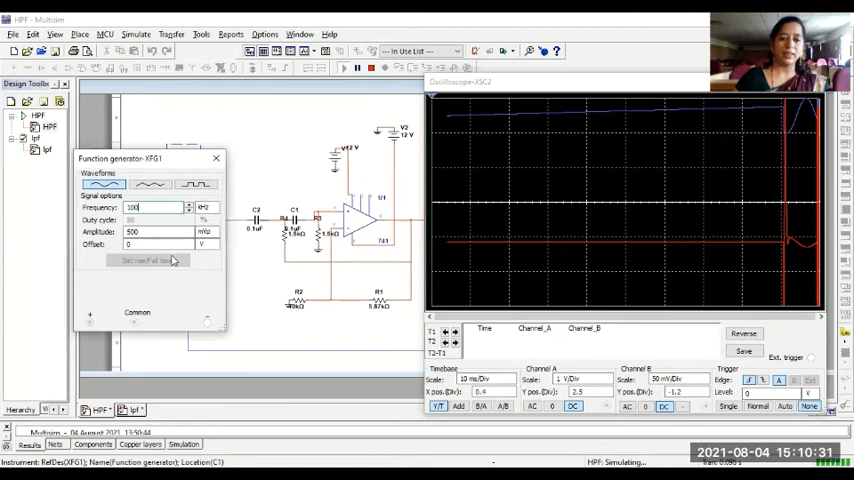 HPF - Multisim
File Edit View Place MCU Simulate Transfer Tools Reports Options Window Help
--- In Use List ---
Design Toolbox
HPF
HPF
lpf
lpf
Hierarchy
Function generator-XFG1
Waveforms
Signal options
Frequency: 100 kHz
Duty cycle: 50 %
Amplitude: 500 mVp
Offset: 0 V
Set rise/Fall time
+ Common -
V2
12 V
V1
12 V
C2
0.1uF
C1
0.1uF
R4
1.5kΩ
R3
1.5kΩ
U1
741
R2
10kΩ
R1
5.87kΩ
Oscilloscope-XSC2
T1
T2
T2-T1
Time Channel_A Channel_B
Reverse
Save
Ext. trigger
Timebase
Scale: 10 ms/Div
X pos.(Div): 0.4
Y/T Add B/A A/B
Channel A
Scale: 1 V/Div
Y pos.(Div): 2.5
AC 0 DC
Channel B
Scale: 50 mV/Div
Y pos.(Div): -1.2
AC 0 DC -
Trigger
Edge: A B Ext
Level: 0 V
Single Normal Auto None
HPF * lpf *
Multisim - 04 August 2021, 13:50:44
Results Nets Components Copper layers Simulation
Instrument: RefDes(XFG1); Name(Function generator); Location(C1)
-
HPF: Simulating...
Tran: 0.096 s
2021-08-04 15:10:31